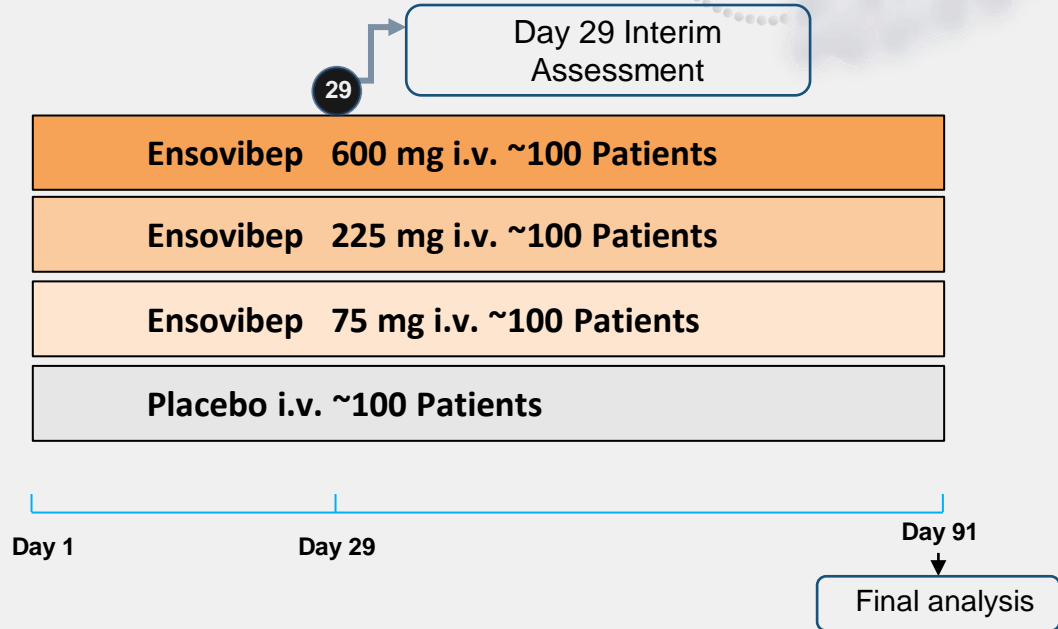 Day 29 Interim
Assessment
29
Ensovibep 600 mg i.v. ~100 Patients
Ensovibep 225 mg i.v. ~100 Patients
Ensovibep 75 mg i.v. ~100 Patients
Placebo i.v. ~100 Patients
Day 1
Day 29
Day 91
Final analysis